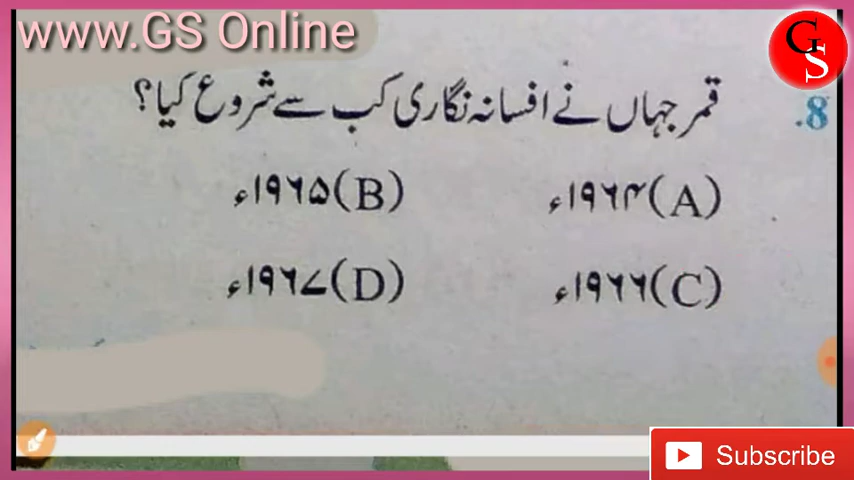 www.GS Online
GS
8. قمر جہاں نے افسانہ نگاری کب سے شروع کیا؟
(A) ۱۹۶۴ء (B) ۱۹۶۵ء
(C) ۱۹۶۶ء (D) ۱۹۶۷ء
Subscribe